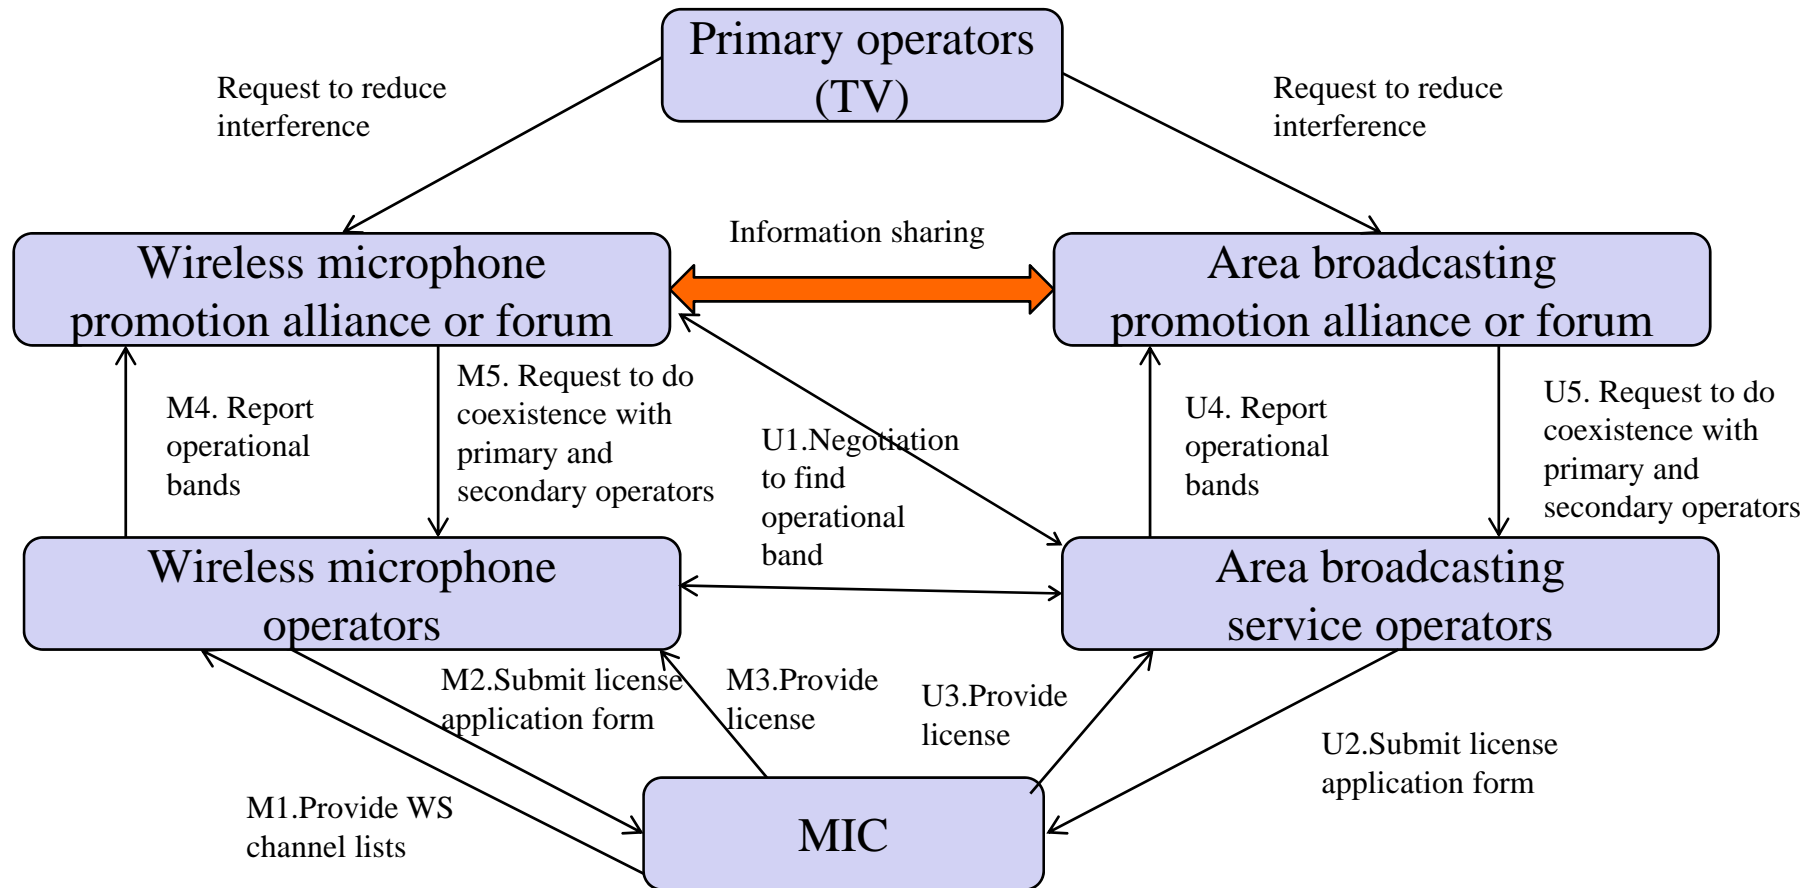 Primary operators
(TV)
Request to reduce
interference
Request to reduce
interference
Information sharing
Wireless microphone
promotion alliance or forum
Area broadcasting
promotion alliance or forum
M4. Report
operational
bands
M5. Request to do
coexistence with
primary and
secondary operators
U1.Negotiation
to find
operational
band
U4. Report
operational
bands
U5. Request to do
coexistence with
primary and
secondary operators
Wireless microphone
operators
Area broadcasting
service operators
M2.Submit license
application form
M3.Provide
license
U3.Provide
license
U2.Submit license
application form
M1.Provide WS
channel lists
MIC